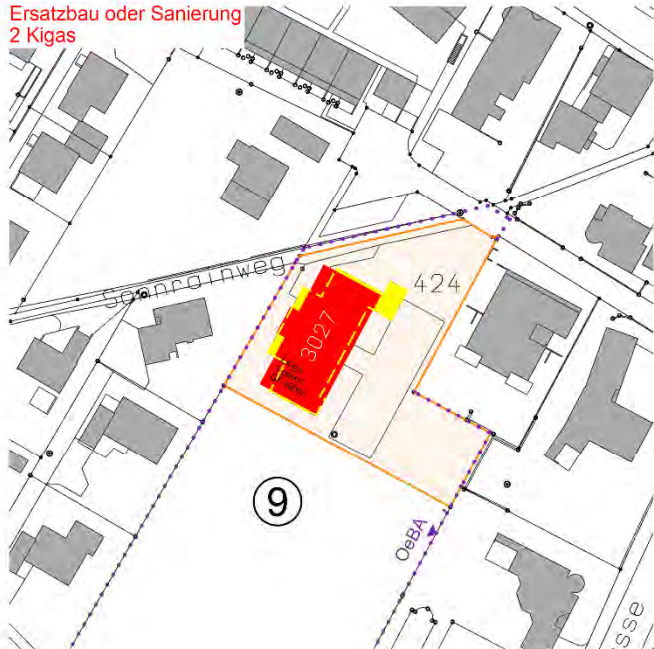 Ersatzbau oder Sanierung
2 Kigas
Sonnrainweg
424
3027
9
OeBA
sse